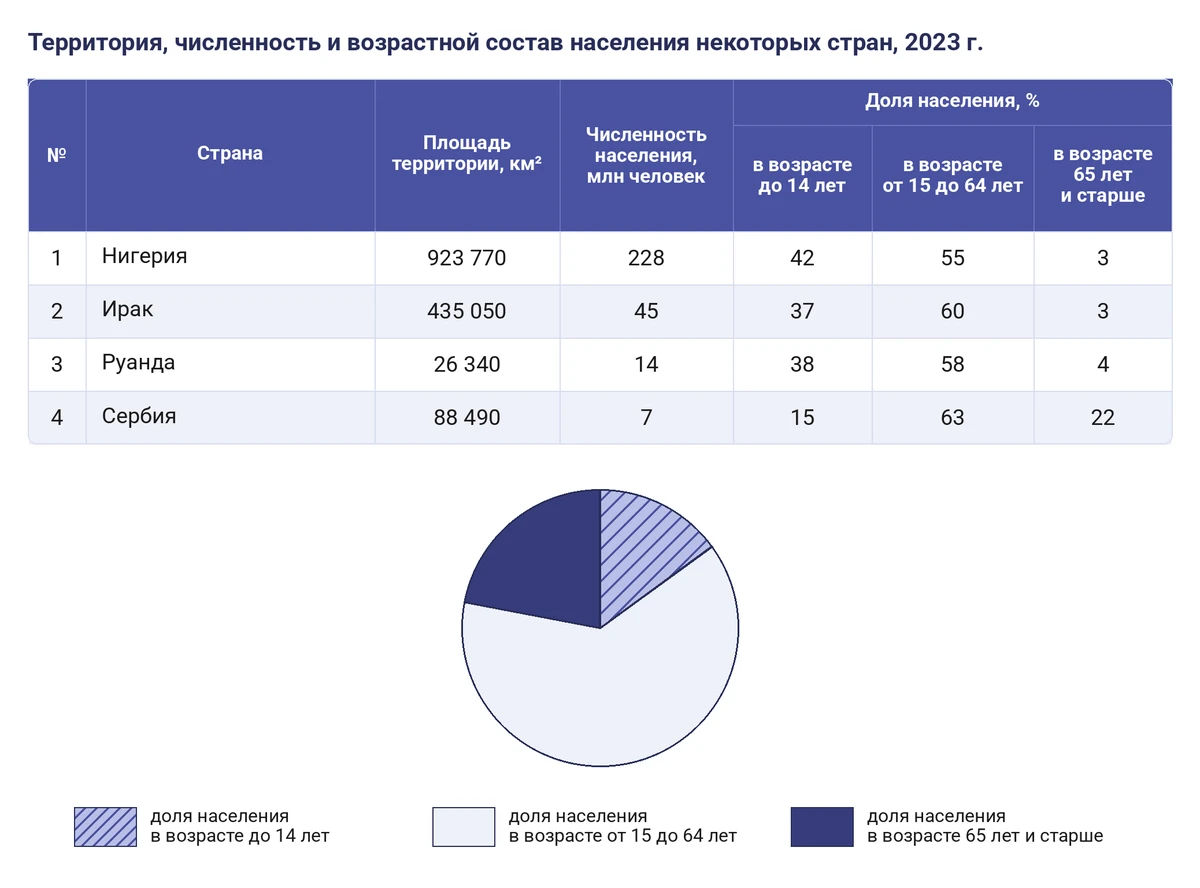 Территория, численность и возрастной состав населения некоторых стран, 2023 г.
№
Страна
Площадь
территории, км²
Численность
населения,
млн человек
Доля населения, %
в возрасте
до 14 лет
в возрасте
от 15 до 64 лет
в возрасте
65 лет
и старше
1 Нигерия 923 770 228 42 55 3
2 Ирак 435 050 45 37 60 3
3 Руанда 26 340 14 38 58 4
4 Сербия 88 490 7 15 63 22
доля населения
в возрасте до 14 лет
доля населения
в возрасте от 15 до 64 лет
доля населения
в возрасте 65 лет и старше